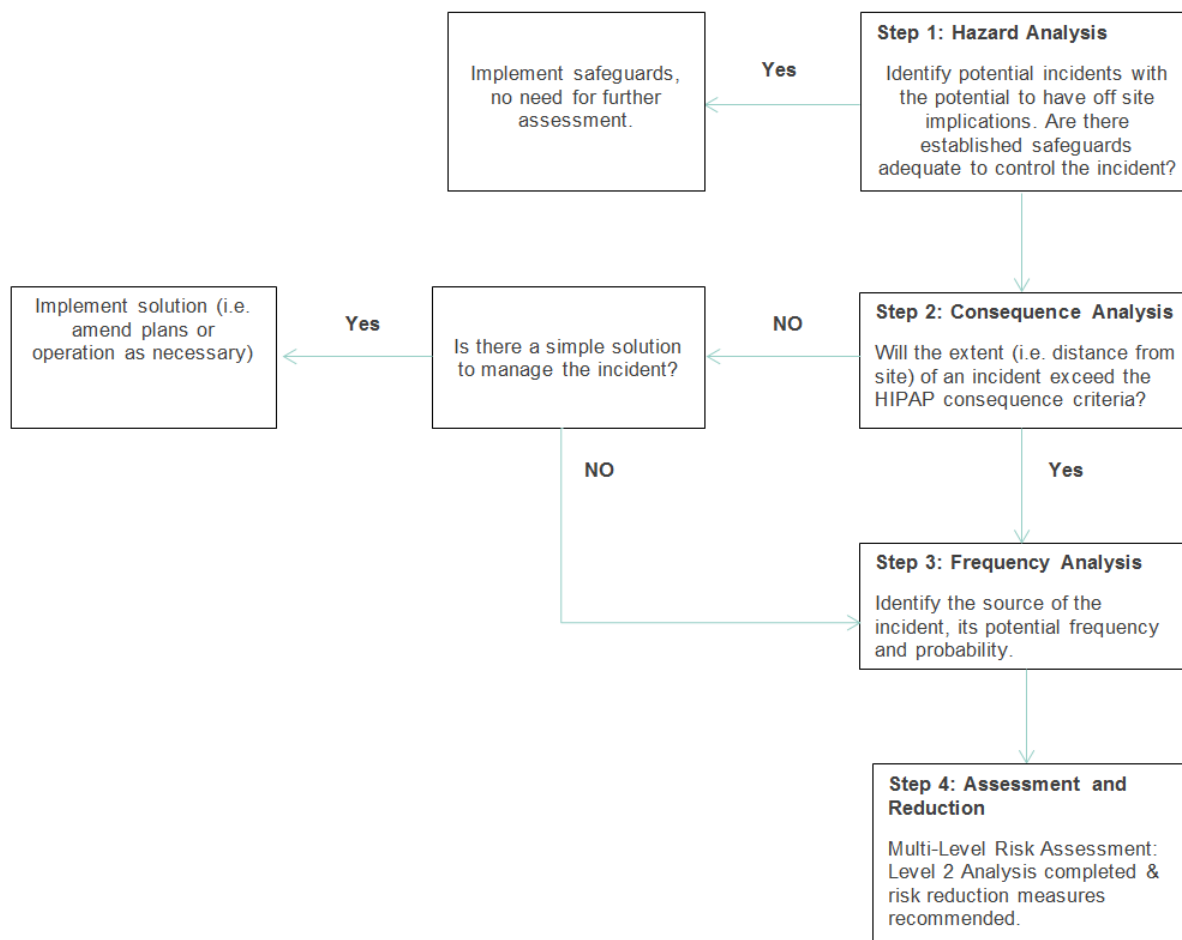 Step 1: Hazard Analysis
Identify potential incidents with
the potential to have off site
implications. Are there
established safeguards
adequate to control the incident?
Yes
Implement safeguards,
no need for further
assessment.
Step 2: Consequence Analysis
Will the extent (i.e. distance from
site) of an incident exceed the
HIPAP consequence criteria?
NO
Is there a simple solution
to manage the incident?
Yes
Implement solution (i.e.
amend plans or
operation as necessary)
NO
Yes
Step 3: Frequency Analysis
Identify the source of the
incident, its potential frequency
and probability.
Step 4: Assessment and
Reduction
Multi-Level Risk Assessment:
Level 2 Analysis completed &
risk reduction measures
recommended.